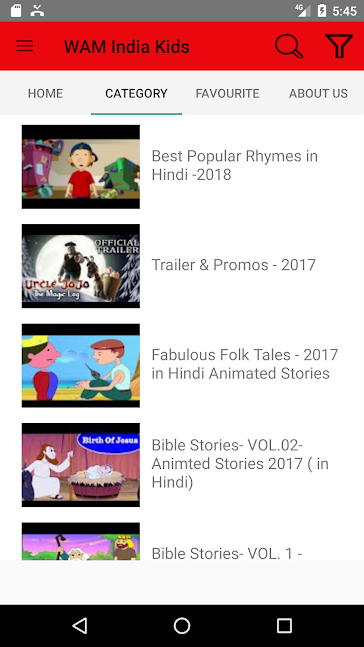 4G 5:45
WAM India Kids
HOME CATEGORY FAVOURITE ABOUT US
Best Popular Rhymes in
Hindi -2018
OFFICIAL
TRAILER
UNCLE JOJO
The Magic Log
Trailer & Promos - 2017
Fabulous Folk Tales - 2017
in Hindi Animated Stories
Birth Of Jesus
Bible Stories- VOL.02-
Animted Stories 2017 ( in
Hindi)
Bible Stories- VOL. 1 -